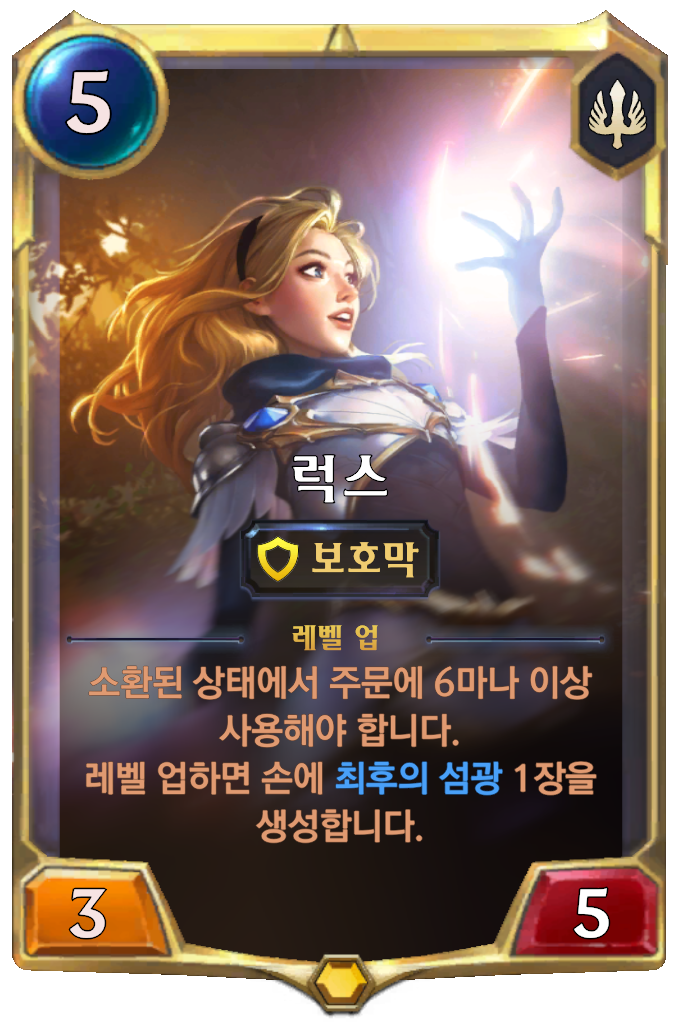 5
럭스
보호막
레벨 업
소환된 상태에서 주문에 6마나 이상
사용해야 합니다.
레벨 업하면 손에 최후의 섬광 1장을
생성합니다.
3
5